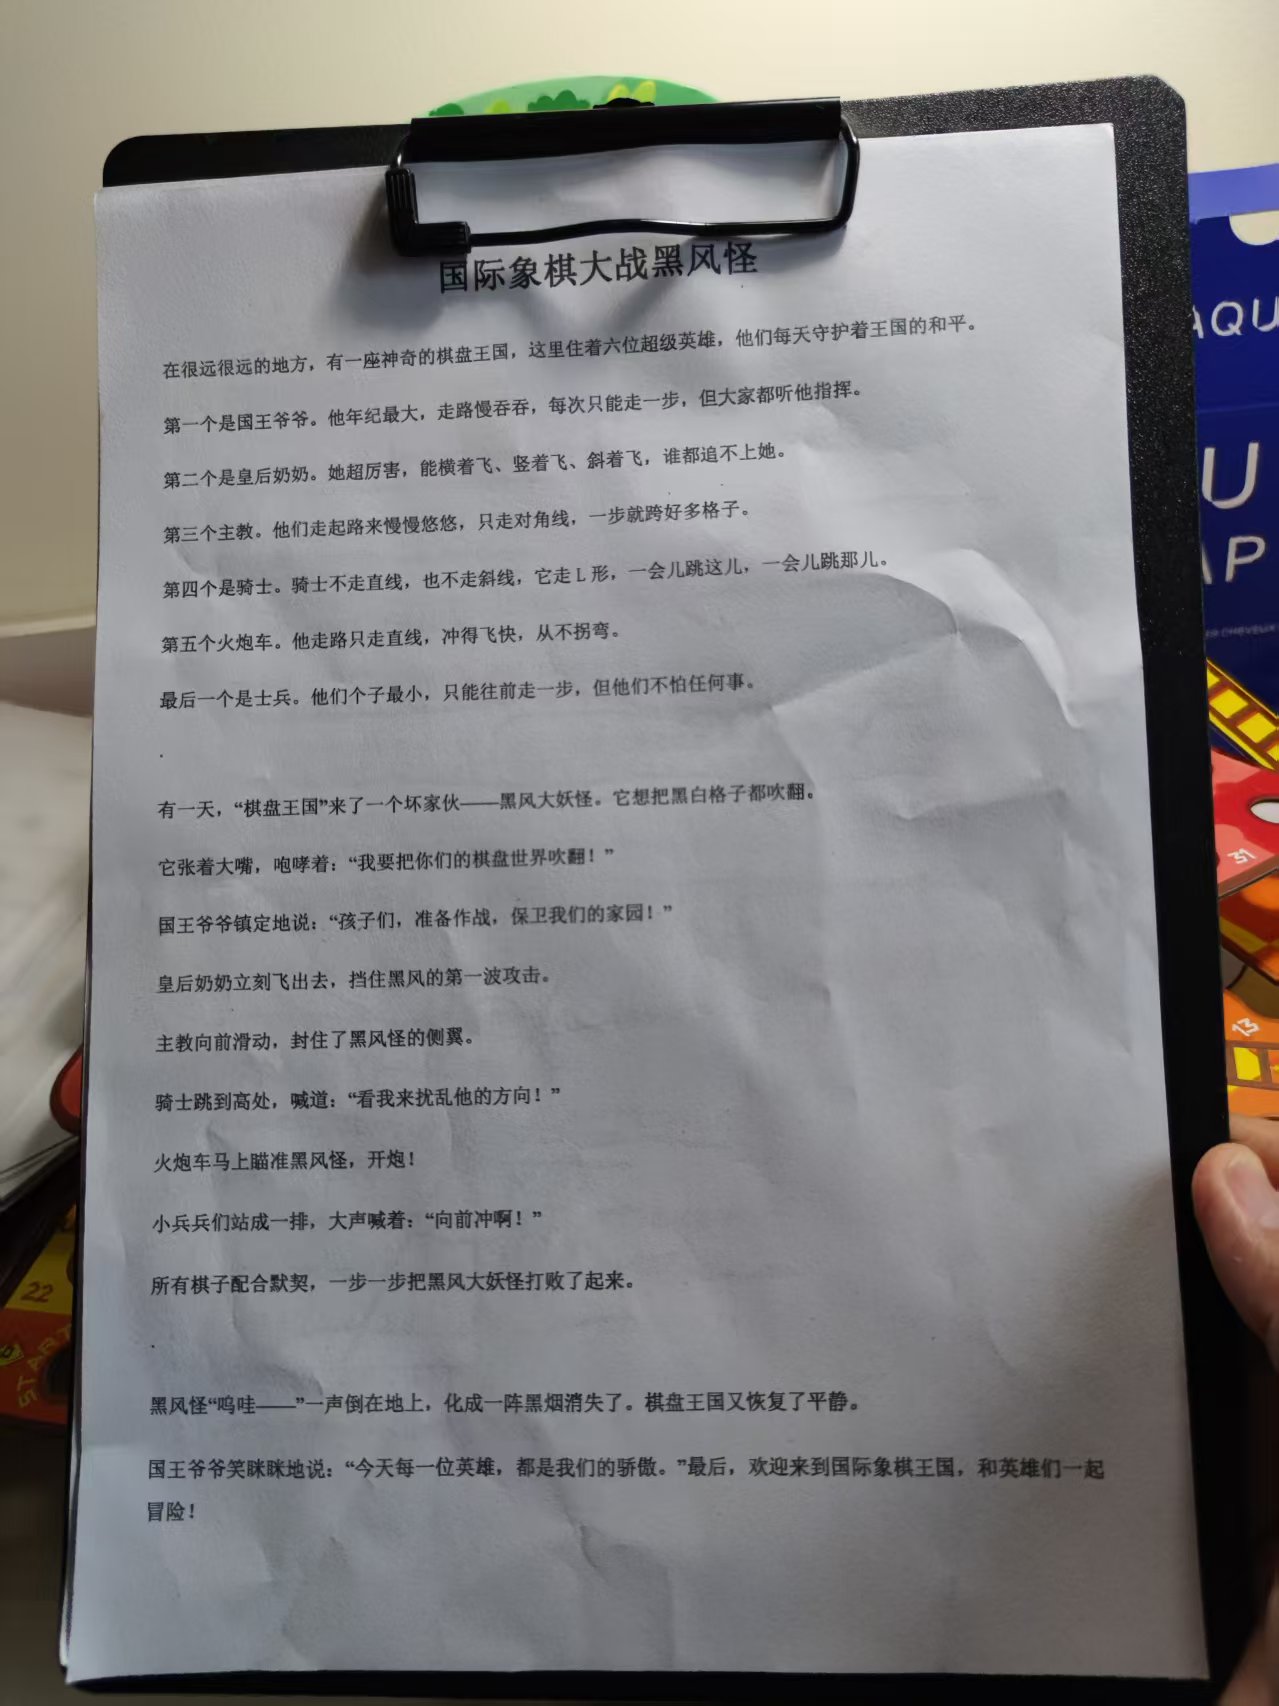 国际象棋大战黑风怪
在很远很远的地方，有一座神奇的棋盘王国，这里住着六位超级英雄，他们每天守护着王国的和平。
第一个是国王爷爷。他年纪最大，走路慢吞吞，每次只能走一步，但大家都听他指挥。
第二个是皇后奶奶。她超厉害，能横着飞、竖着飞、斜着飞，谁都追不上她。
第三个主教。他们走起路来慢慢悠悠，只走对角线，一步就跨好多格子。
第四个是骑士。骑士不走直线，也不走斜线，它走 L 形，一会儿跳这儿，一会儿跳那儿。
第五个火炮车。他走路只走直线，冲得飞快，从不拐弯。
最后一个是士兵。他们个子最小，只能往前走一步，但他们不怕任何事。
.
有一天，“棋盘王国”来了一个坏家伙——黑风大妖怪。它想把黑白格子都吹翻。
它张着大嘴，咆哮着：“我要把你们的棋盘世界吹翻！”
国王爷爷镇定地说：“孩子们，准备作战，保卫我们的家园！”
皇后奶奶立刻飞出去，挡住黑风的第一波攻击。
主教向前滑动，封住了黑风怪的侧翼。
骑士跳到高处，喊道：“看我来扰乱他的方向！”
火炮车马上瞄准黑风怪，开炮！
小兵兵们站成一排，大声喊着：“向前冲啊！”
所有棋子配合默契，一步一步把黑风大妖怪打败了起来。
.
黑风怪“呜哇——”一声倒在地上，化成一阵黑烟消失了。棋盘王国又恢复了平静。
国王爷爷笑眯眯地说：“今天每一位英雄，都是我们的骄傲。”最后，欢迎来到国际象棋王国，和英雄们一起
冒险！
AQU
U
AP
31
13
22
START